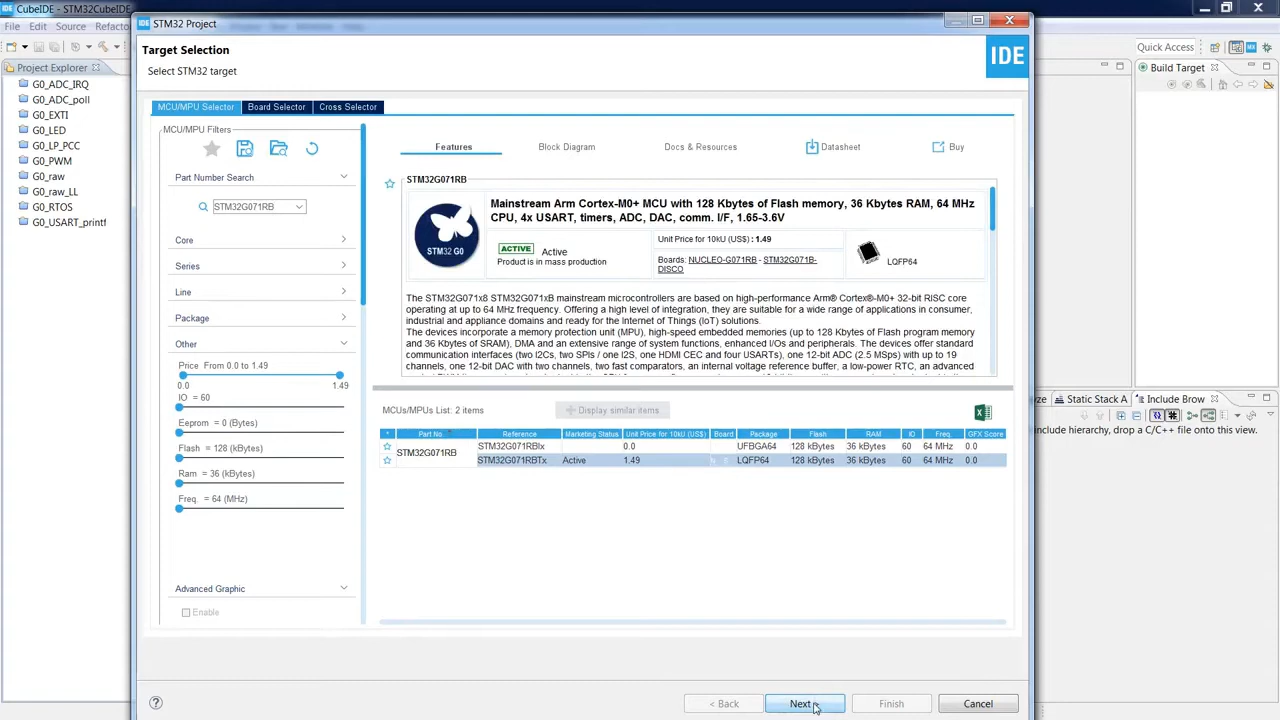 CubeIDE - STM32CubeIDE
File Edit Source Refacto
Quick Access
Project Explorer
G0_ADC_IRQ
G0_ADC_poll
G0_EXTI
G0_LED
G0_LP_PCC
G0_PWM
G0_raw
G0_raw_LL
G0_RTOS
G0_USART_printf
IDE STM32 Project
Target Selection
Select STM32 target
IDE
MCU/MPU Selector Board Selector Cross Selector
MCU/MPU Filters
Part Number Search
STM32G071RB
Core
Series
Line
Package
Other
Price From 0.0 to 1.49
0.0 1.49
IO = 60
Eeprom = 0 (Bytes)
Flash = 128 (kBytes)
Ram = 36 (kBytes)
Freq. = 64 (MHz)
Advanced Graphic
Enable
Features Block Diagram Docs & Resources Datasheet Buy
STM32G071RB
STM32 G0
Mainstream Arm Cortex-M0+ MCU with 128 Kbytes of Flash memory, 36 Kbytes RAM, 64 MHz
CPU, 4x USART, timers, ADC, DAC, comm. I/F, 1.65-3.6V
ACTIVE Active
Product is in mass production
Unit Price for 10kU (US$) : 1.49
Boards: NUCLEO-G071RB - STM32G071B-
DISCO
LQFP64
The STM32G071x8 STM32G071xB mainstream microcontrollers are based on high-performance Arm® Cortex®-M0+ 32-bit RISC core
operating at up to 64 MHz frequency. Offering a high level of integration, they are suitable for a wide range of applications in consumer,
industrial and appliance domains and ready for the Internet of Things (IoT) solutions.
The devices incorporate a memory protection unit (MPU), high-speed embedded memories (up to 128 Kbytes of Flash program memory
and 36 Kbytes of SRAM), DMA and an extensive range of system functions, enhanced I/Os and peripherals. The devices offer standard
communication interfaces (two I2Cs, two SPIs / one I2S, one HDMI CEC and four USARTs), one 12-bit ADC (2.5 MSps) with up to 19
channels, one 12-bit DAC with two channels, two fast comparators, an internal voltage reference buffer, a low-power RTC, an advanced
MCUs/MPUs List: 2 items
Display similar items
* Part No. Reference Marketing Status Unit Price for 10kU (US$) Board Package Flash RAM IO Freq. GFX Score
STM32G071RB
STM32G071RBIx 0.0 UFBGA64 128 kBytes 36 kBytes 60 64 MHz 0.0
STM32G071RBTx Active 1.49 LQFP64 128 kBytes 36 kBytes 60 64 MHz 0.0
? < Back Next > Finish Cancel
Build Target
ze Static Stack A Include Brow
include hierarchy, drop a C/C++ file onto this view.